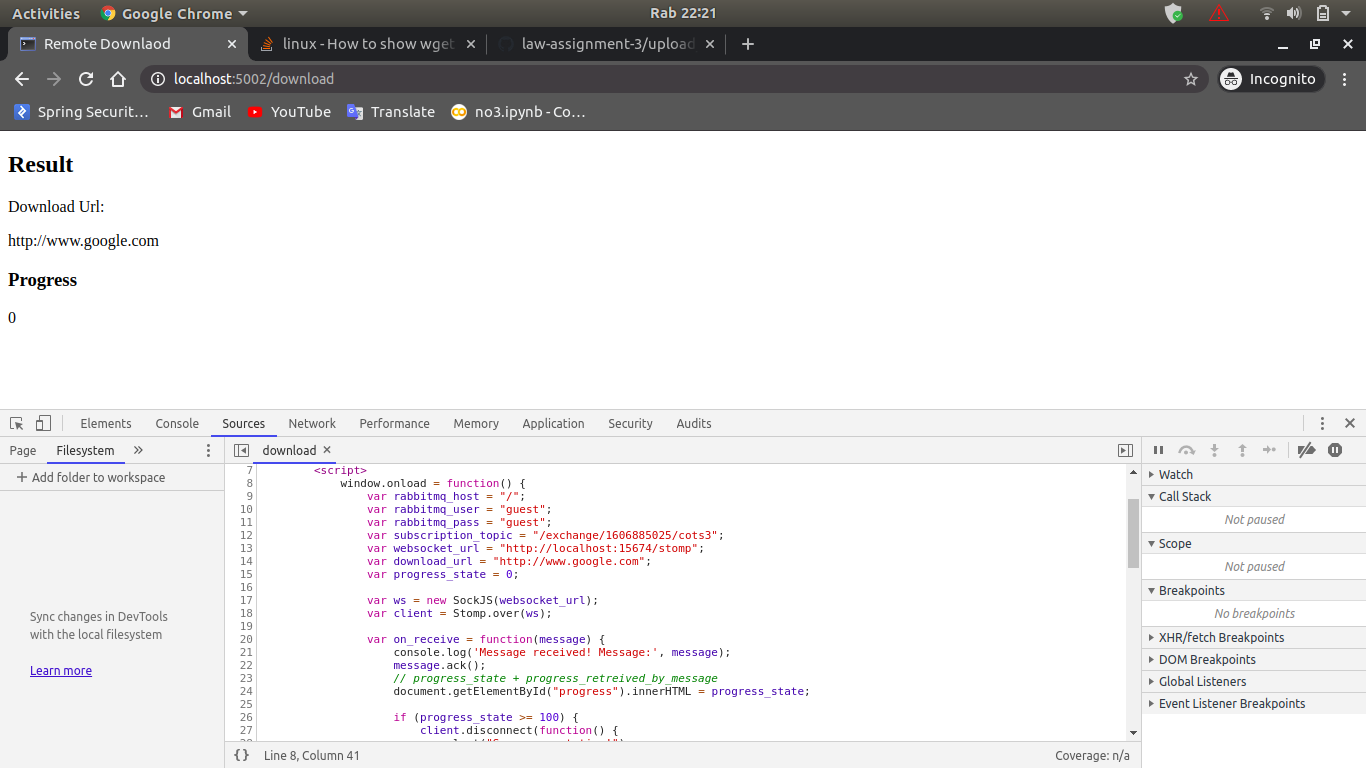 Activities Google Chrome Rab 22:21
Remote Downlaod linux - How to show wget law-assignment-3/upload
localhost:5002/download Incognito
Spring Securit… Gmail YouTube Translate no3.ipynb - Co…
Result
Download Url:
http://www.google.com
Progress
0
Elements Console Sources Network Performance Memory Application Security Audits
Page Filesystem » download
+ Add folder to workspace
Sync changes in DevTools
with the local filesystem
Learn more
7 <script>
8 window.onload = function() {
9 var rabbitmq_host = "/";
10 var rabbitmq_user = "guest";
11 var rabbitmq_pass = "guest";
12 var subscription_topic = "/exchange/1606885025/cots3";
13 var websocket_url = "http://localhost:15674/stomp";
14 var download_url = "http://www.google.com";
15 var progress_state = 0;
16
17 var ws = new SockJS(websocket_url);
18 var client = Stomp.over(ws);
19
20 var on_receive = function(message) {
21 console.log('Message received! Message:', message);
22 message.ack();
23 // progress_state + progress_retreived_by_message
24 document.getElementById("progress").innerHTML = progress_state;
25
26 if (progress_state >= 100) {
27 client.disconnect(function() {
{} Line 8, Column 41 Coverage: n/a
Watch
Call Stack
Not paused
Scope
Not paused
Breakpoints
No breakpoints
XHR/fetch Breakpoints
DOM Breakpoints
Global Listeners
Event Listener Breakpoints